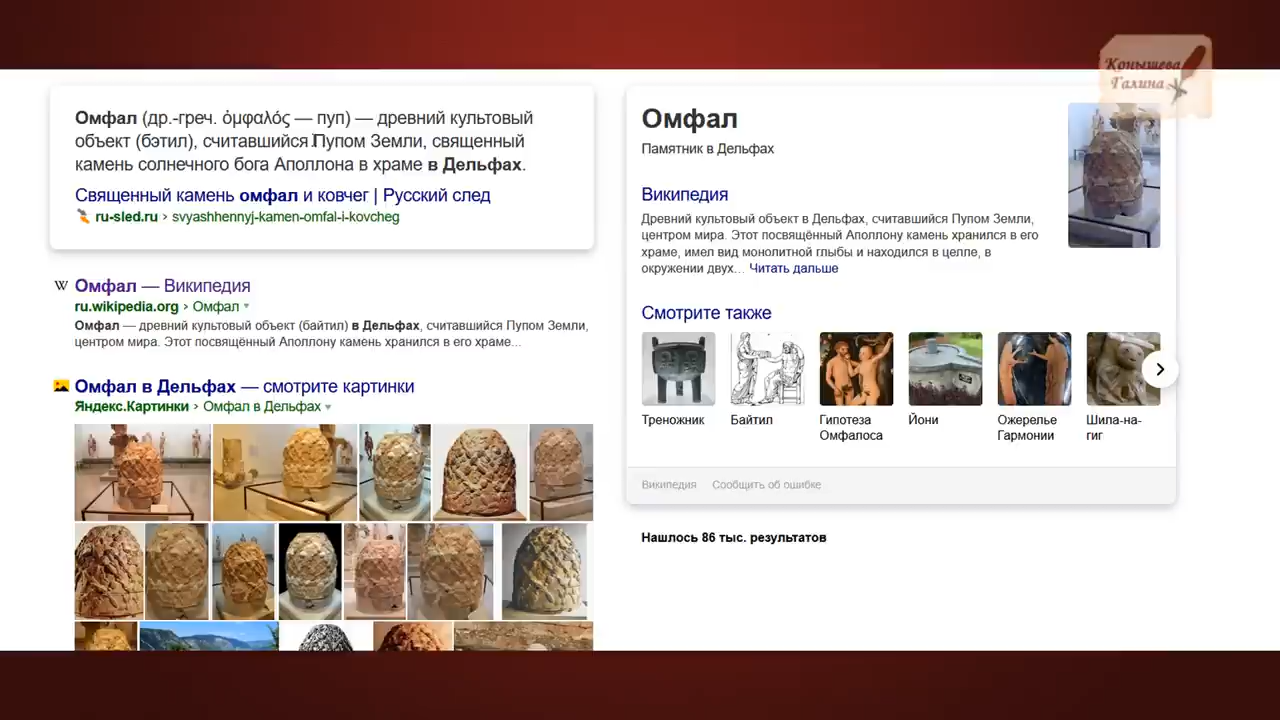 Конышева
Галина
Омфал (др.-греч. ὀμφαλός — пуп) — древний культовый
объект (бэтил), считавшийся Пупом Земли, священный
камень солнечного бога Аполлона в храме в Дельфах.
Священный камень омфал и ковчег | Русский след
ru-sled.ru › svyashhennyj-kamen-omfal-i-kovcheg
W Омфал — Википедия
ru.wikipedia.org › Омфал
Омфал — древний культовый объект (байтил) в Дельфах, считавшийся Пупом Земли,
центром мира. Этот посвящённый Аполлону камень хранился в его храме...
Омфал в Дельфах — смотрите картинки
Яндекс.Картинки › Омфал в Дельфах
Омфал
Памятник в Дельфах
Википедия
Древний культовый объект в Дельфах, считавшийся Пупом Земли,
центром мира. Этот посвящённый Аполлону камень хранился в его
храме, имел вид монолитной глыбы и находился в целле, в
окружении двух... Читать дальше
Смотрите также
Треножник
Байтил
Гипотеза
Омфалоса
Йони
Ожерелье
Гармонии
Шила-на-
гиг
Википедия Сообщить об ошибке
Нашлось 86 тыс. результатов